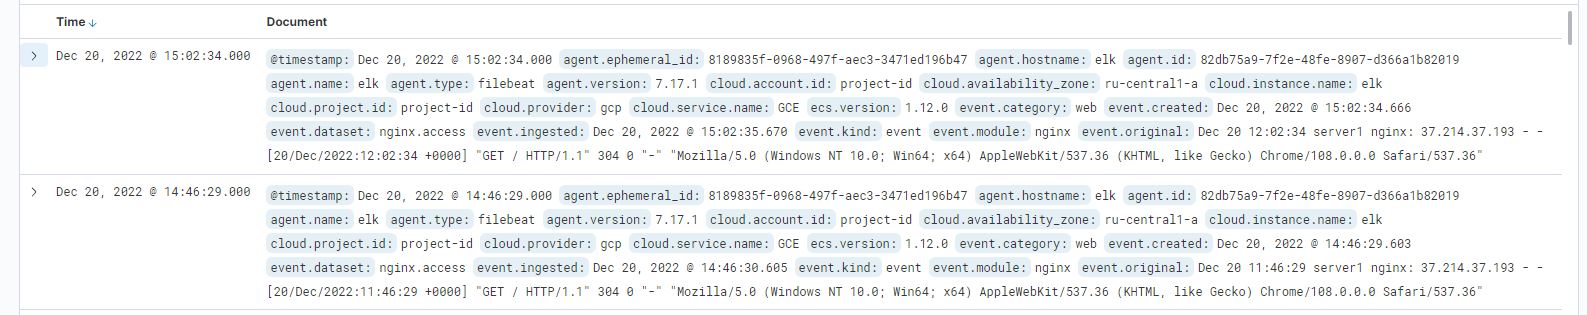 Time ↓ Document
Dec 20, 2022 @ 15:02:34.000 @timestamp: Dec 20, 2022 @ 15:02:34.000 agent.ephemeral_id: 8189835f-0968-497f-aec3-3471ed196b47 agent.hostname: elk agent.id: 82db75a9-7f2e-48fe-8907-d366a1b82019
agent.name: elk agent.type: filebeat agent.version: 7.17.1 cloud.account.id: project-id cloud.availability_zone: ru-central1-a cloud.instance.name: elk
cloud.project.id: project-id cloud.provider: gcp cloud.service.name: GCE ecs.version: 1.12.0 event.category: web event.created: Dec 20, 2022 @ 15:02:34.666
event.dataset: nginx.access event.ingested: Dec 20, 2022 @ 15:02:35.670 event.kind: event event.module: nginx event.original: Dec 20 12:02:34 server1 nginx: 37.214.37.193 - -
[20/Dec/2022:12:02:34 +0000] "GET / HTTP/1.1" 304 0 "-" "Mozilla/5.0 (Windows NT 10.0; Win64; x64) AppleWebKit/537.36 (KHTML, like Gecko) Chrome/108.0.0.0 Safari/537.36"
Dec 20, 2022 @ 14:46:29.000 @timestamp: Dec 20, 2022 @ 14:46:29.000 agent.ephemeral_id: 8189835f-0968-497f-aec3-3471ed196b47 agent.hostname: elk agent.id: 82db75a9-7f2e-48fe-8907-d366a1b82019
agent.name: elk agent.type: filebeat agent.version: 7.17.1 cloud.account.id: project-id cloud.availability_zone: ru-central1-a cloud.instance.name: elk
cloud.project.id: project-id cloud.provider: gcp cloud.service.name: GCE ecs.version: 1.12.0 event.category: web event.created: Dec 20, 2022 @ 14:46:29.603
event.dataset: nginx.access event.ingested: Dec 20, 2022 @ 14:46:30.605 event.kind: event event.module: nginx event.original: Dec 20 11:46:29 server1 nginx: 37.214.37.193 - -
[20/Dec/2022:11:46:29 +0000] "GET / HTTP/1.1" 304 0 "-" "Mozilla/5.0 (Windows NT 10.0; Win64; x64) AppleWebKit/537.36 (KHTML, like Gecko) Chrome/108.0.0.0 Safari/537.36"